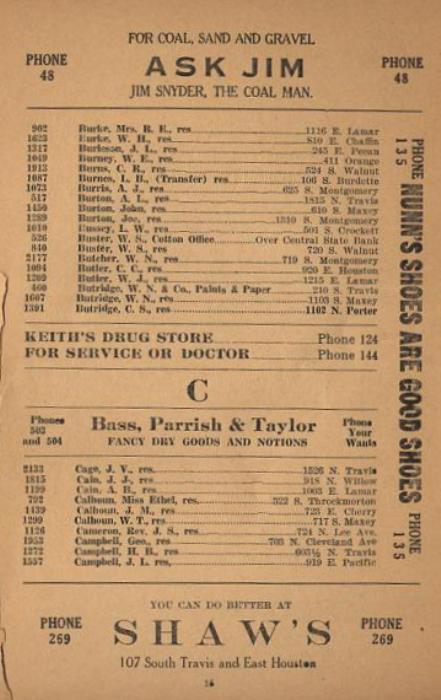 FOR COAL, SAND AND GRAVEL
PHONE 48
ASK JIM
PHONE 48
JIM SNYDER, THE COAL MAN.
902 Burke, Mrs. R. E., res. 1116 E. Lamar
1623 Burke, W. H., res. 810 E. Chaffin
1317 Burleson, J. L., res. 245 E. Pecan
1049 Burney, W. E., res. 411 Orange
1913 Burns, C. R., res. 524 S. Walnut
1087 Burnes, L. H., (Transfer) res. 106 S. Burdette
1073 Burris, A. J., res. 625 S. Montgomery
517 Burton, A. L., res. 1815 N. Travis
1450 Burton, John, res. 610 S. Maxey
1289 Burton, Joe, res. 1310 S. Montgomery
1010 Bussey, L. W., res. 501 S. Crockett
526 Buster, W. S., Cotton Office Over Central State Bank
840 Buster, W. S., res 720 S. Walnut
2177 Butcher, W. N., res. 719 S. Montgomery
1094 Butler, C. C., res. 920 E. Houston
1269 Butler, W. J., res. 1215 E. Lamar
460 Butridge, W. N. & Co., Paints & Paper 210 S. Travis
1607 Butridge, W. N., res. 1103 S. Maxey
1391 Butridge, C. S., res. 1102 N. Porter
KEITH'S DRUG STORE Phone 124
FOR SERVICE OR DOCTOR Phone 144
C
Phones 502 and 504
Bass, Parrish & Taylor
FANCY DRY GOODS AND NOTIONS
Phone Your Wants
2133 Cage, J. V., res. 1526 N. Travis
1815 Cain, J. J., res. 918 N. Willow
1199 Cain, A. B., res. 1003 E. Lamar
792 Calhoun, Miss Ethel, res. 522 S. Throckmorton
1439 Calhoun, J. M., res. 723 E. Cherry
1299 Calhoun, W. T., res. 717 S. Maxey
1126 Cameron, Rev. J. S., res. 724 N. Lee Ave.
1953 Campbell, Geo., res. 703 N. Cleveland Ave
1272 Campbell, H. B., res. 603½ N. Travis
1557 Campbell, J. L. res, 919 E. Pacific
PHONE 135 NUNN'S SHOES ARE GOOD SHOES PHONE 135
YOU CAN DO BETTER AT
PHONE 269
SHAW'S
PHONE 269
107 South Travis and East Houston